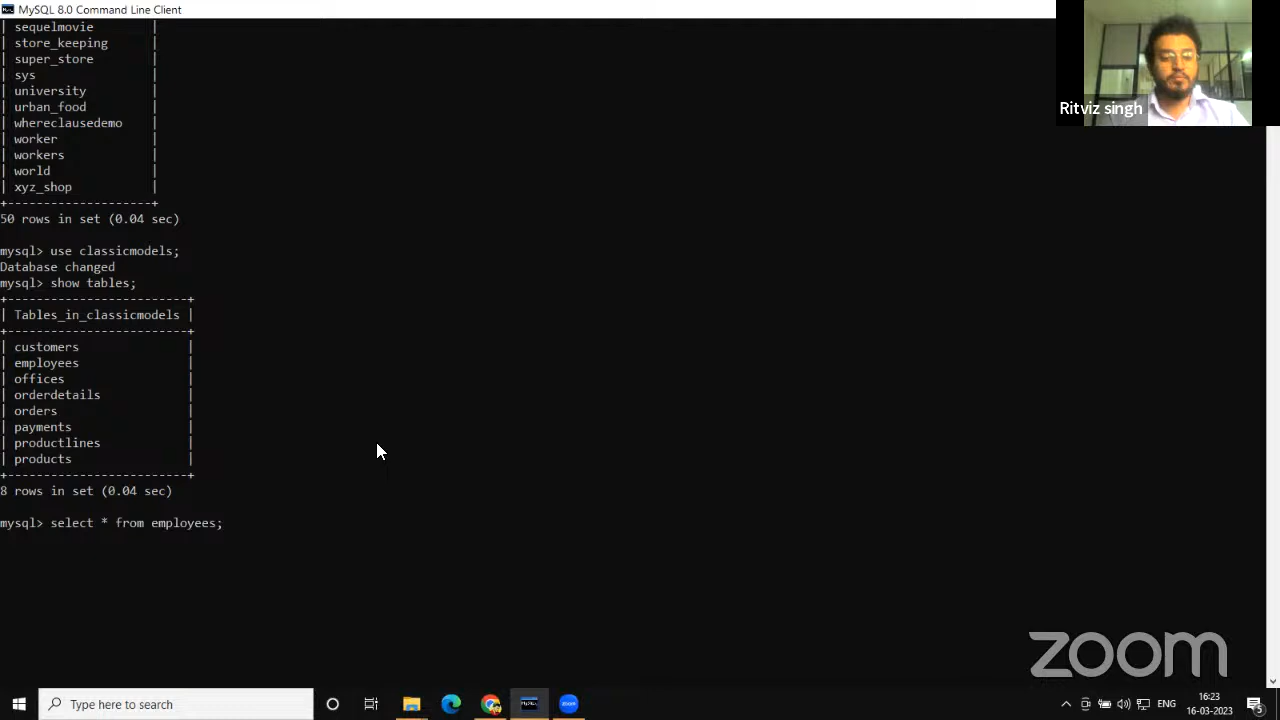 MySQL 8.0 Command Line Client
| sequelmovie |
| store_keeping |
| super_store |
| sys |
| university |
| urban_food |
| whereclausedemo |
| worker |
| workers |
| world |
| xyz_shop |
+--------------------+
50 rows in set (0.04 sec)
mysql> use classicmodels;
Database changed
mysql> show tables;
+-------------------------+
| Tables_in_classicmodels |
+-------------------------+
| customers |
| employees |
| offices |
| orderdetails |
| orders |
| payments |
| productlines |
| products |
+-------------------------+
8 rows in set (0.04 sec)
mysql> select * from employees;
Ritviz singh
zoom
Type here to search
zoom
ENG
16:23
16-03-2023